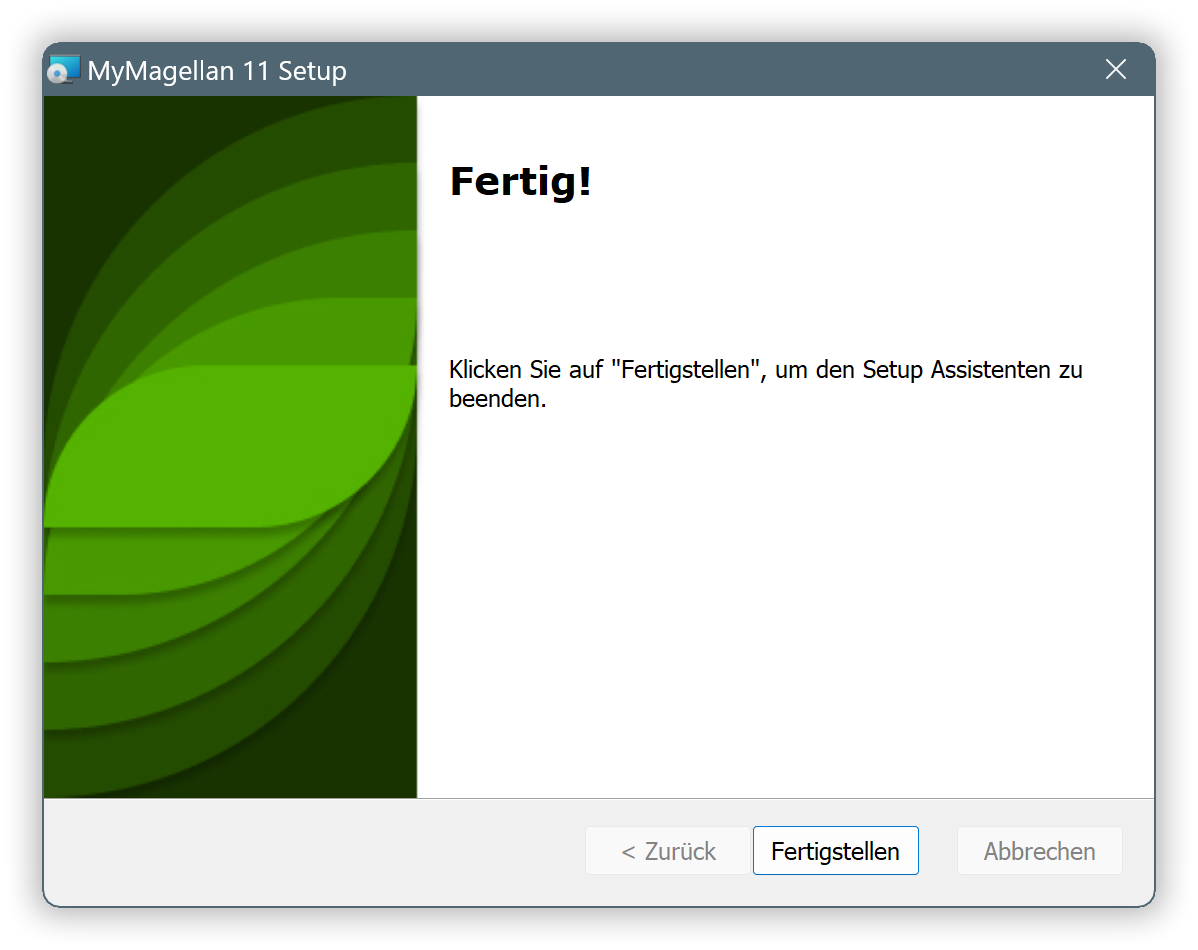 MyMagellan 11 Setup
Fertig!
Klicken Sie auf "Fertigstellen", um den Setup Assistenten zu
beenden.
< Zurück
Fertigstellen
Abbrechen